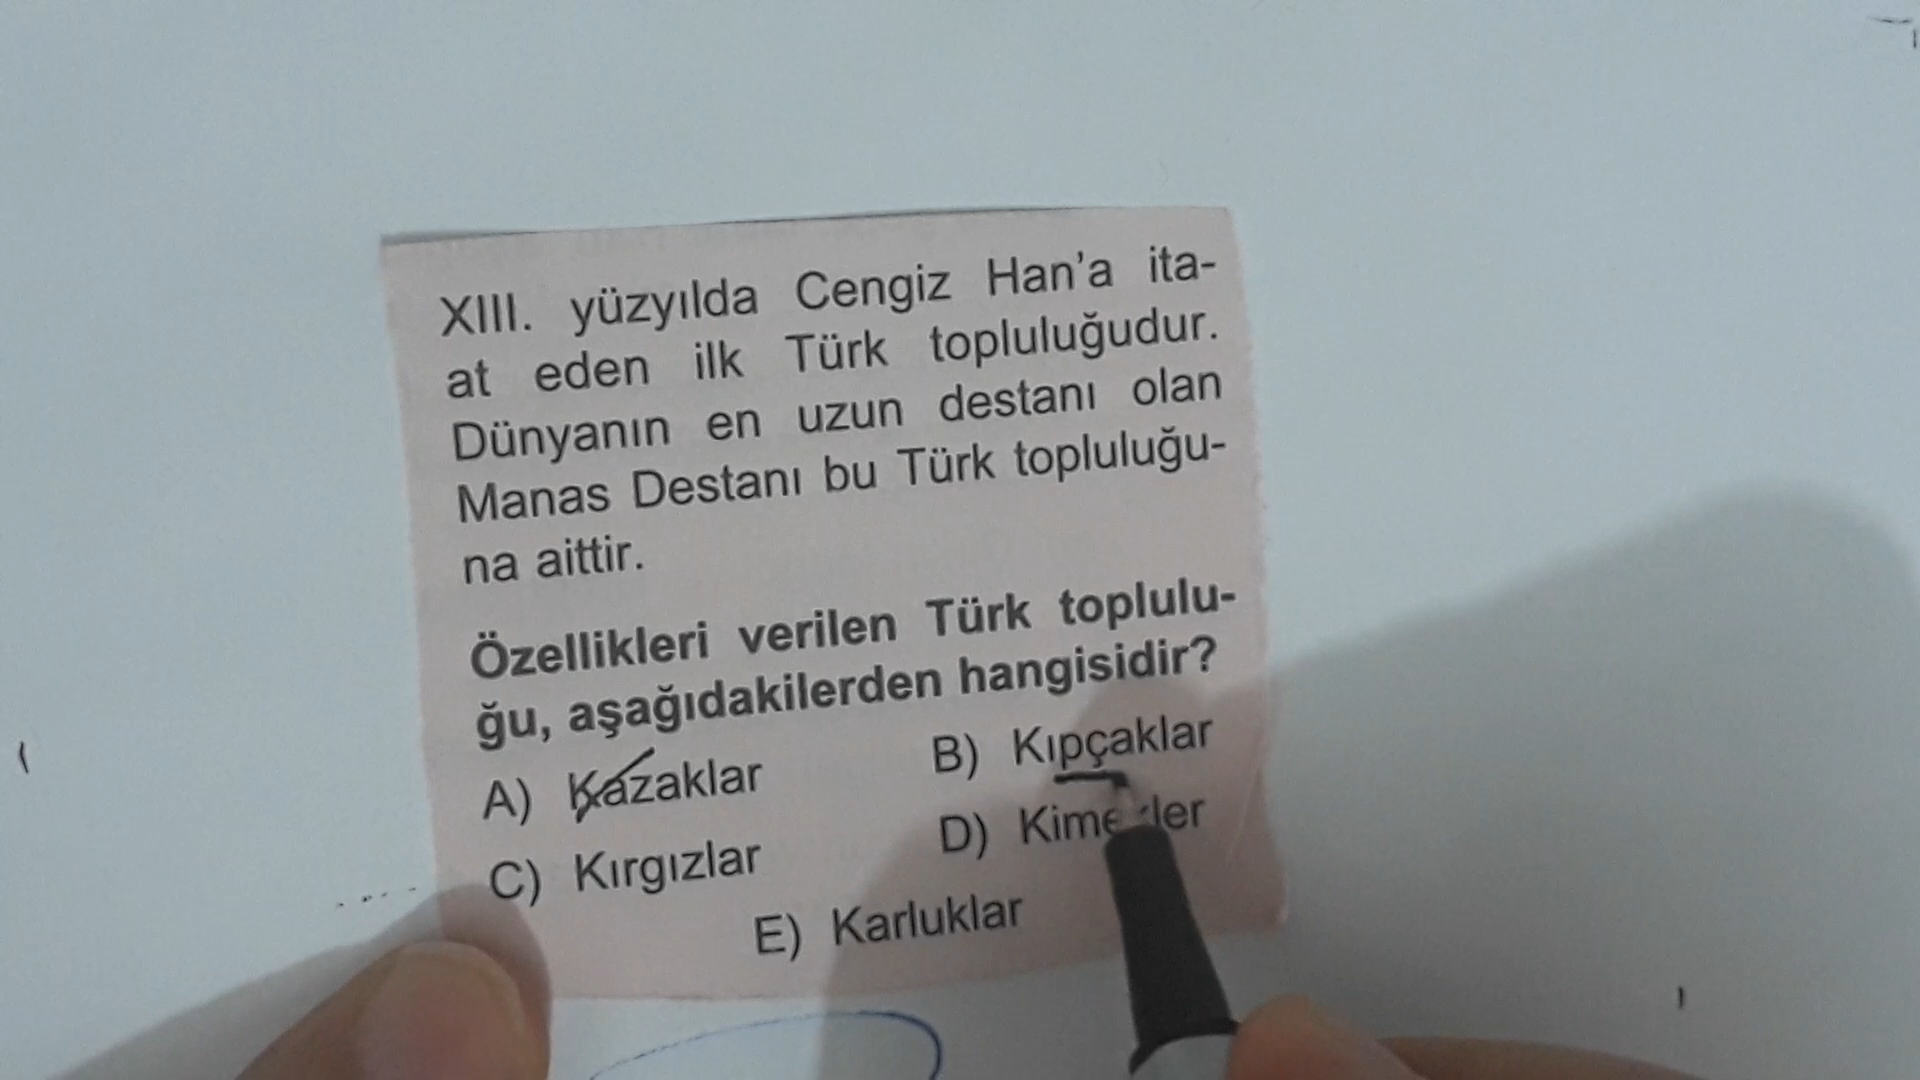 XIII. yüzyılda Cengiz Han'a ita-
at eden ilk Türk topluluğudur.
Dünyanın en uzun destanı olan
Manas Destanı bu Türk topluluğu-
na aittir.
Özellikleri verilen Türk toplulu-
ğu, aşağıdakilerden hangisidir?
A) Kazaklar B) Kıpçaklar
C) Kırgızlar D)
E) Karluklar